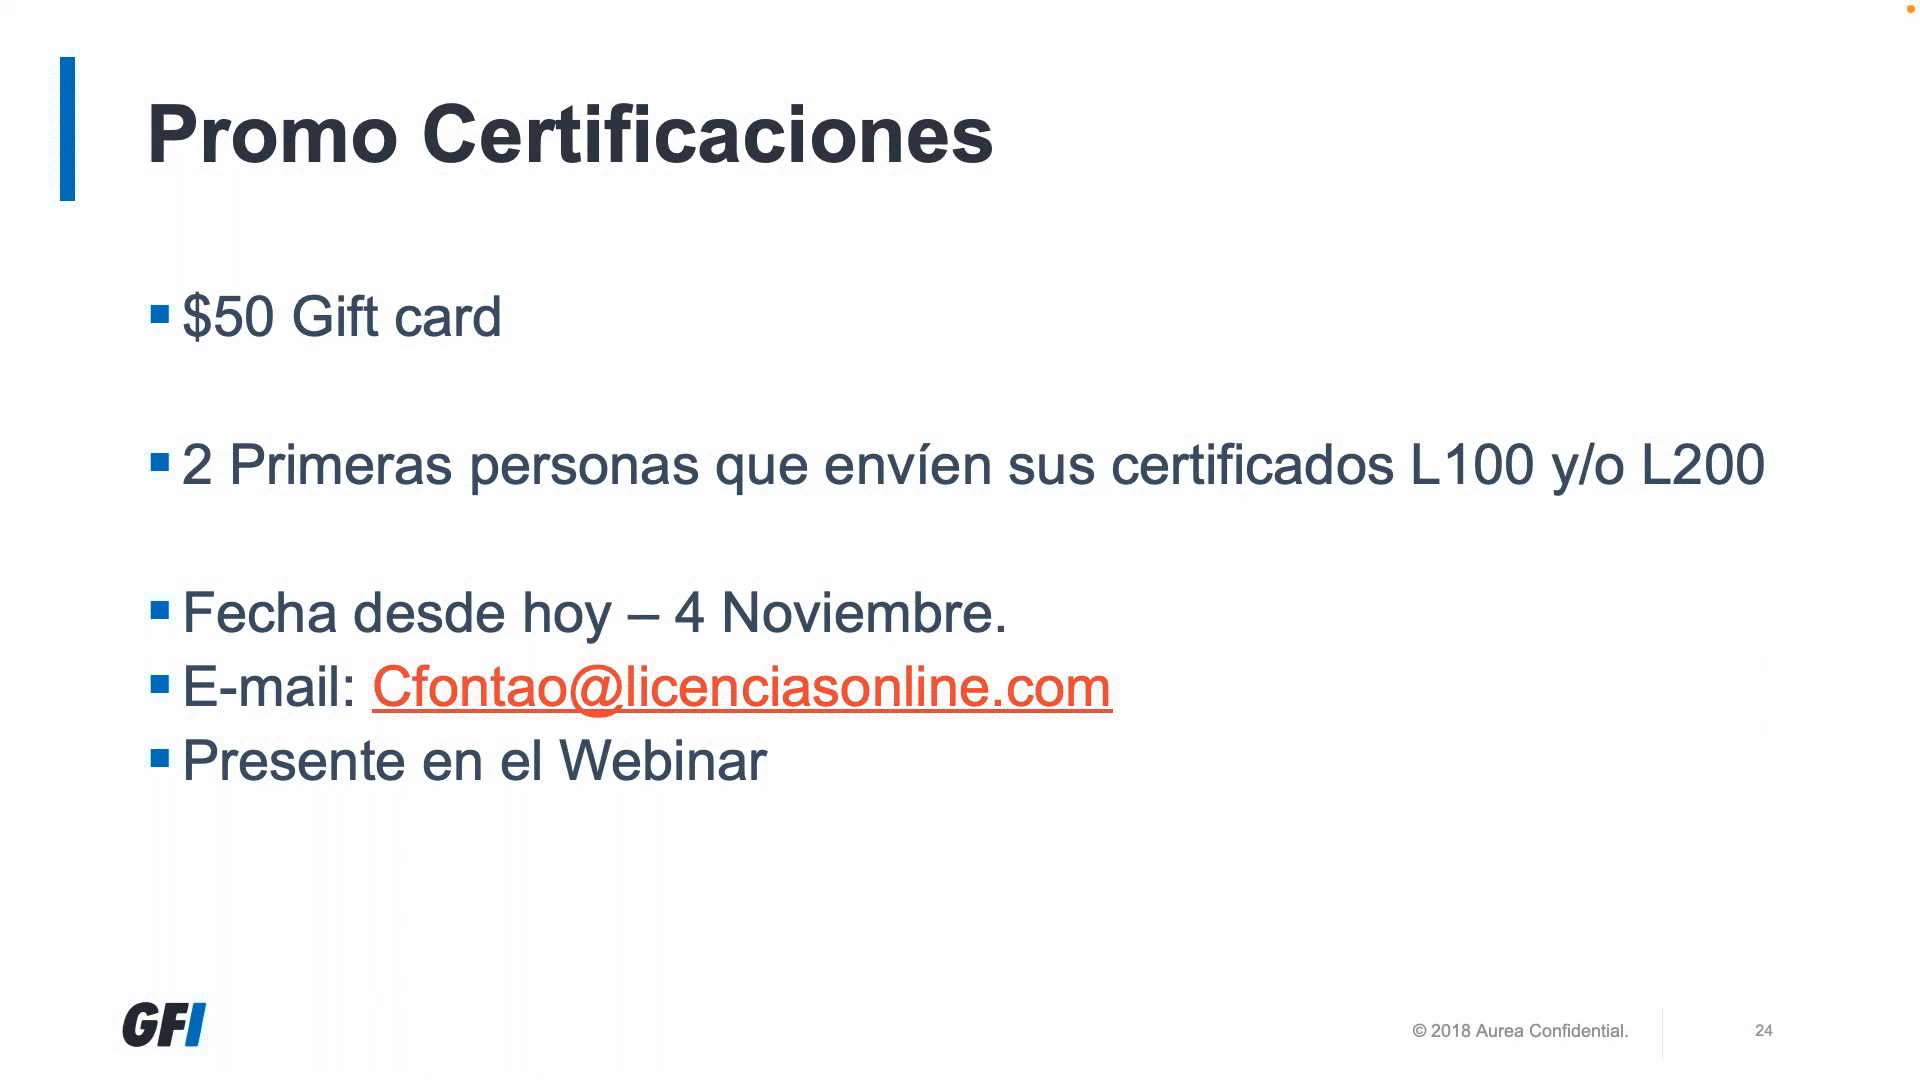 Promo Certificaciones
$50 Gift card
2 Primeras personas que envíen sus certificados L100 y/o L200
Fecha desde hoy – 4 Noviembre.
E-mail: Cfontao@licenciasonline.com
Presente en el Webinar
GFI
© 2018 Aurea Confidential.
24